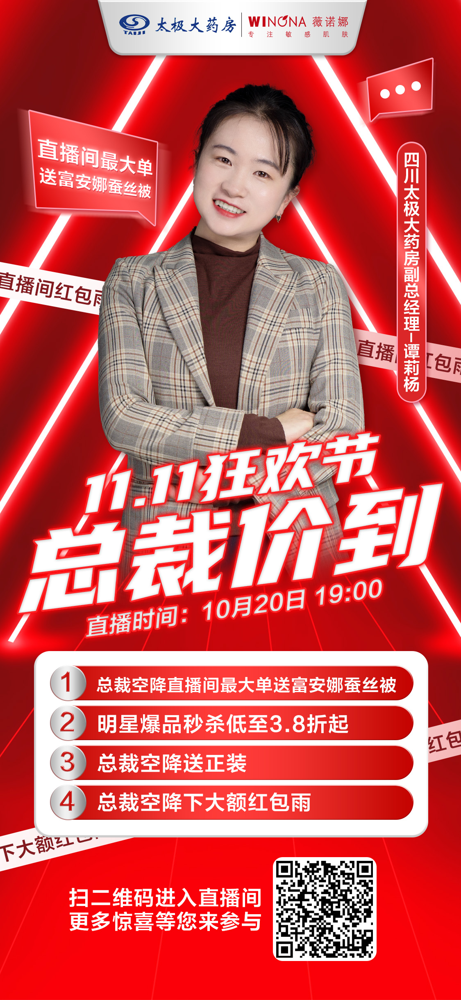 TAIJI 太极大药房
WINONA 薇诺娜
专注敏感肌肤
直播间最大单
送富安娜蚕丝被
四川太极大药房副总经理-谭莉杨
直播间红包雨
直播 红包雨
11.11狂欢节
总裁价到
直播时间：10月20日 19:00
1 总裁空降直播间最大单送富安娜蚕丝被
2 明星爆品秒杀低至3.8折起
3 总裁空降送正装
4 总裁空降下大额红包雨
红包
下大额红包
扫二维码进入直播间
更多惊喜等您来参与